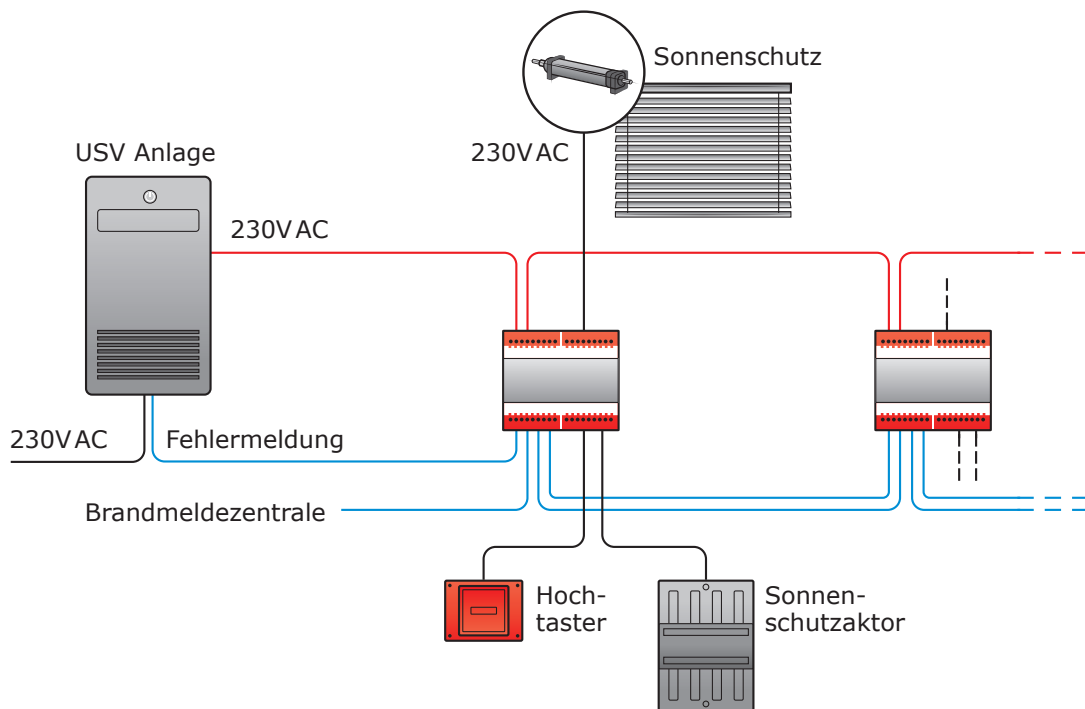 Sonnenschutz
230V AC
USV Anlage
230V AC
230V AC
Fehlermeldung
Brandmeldezentrale
Hoch-
taster
Sonnen-
schutzaktor